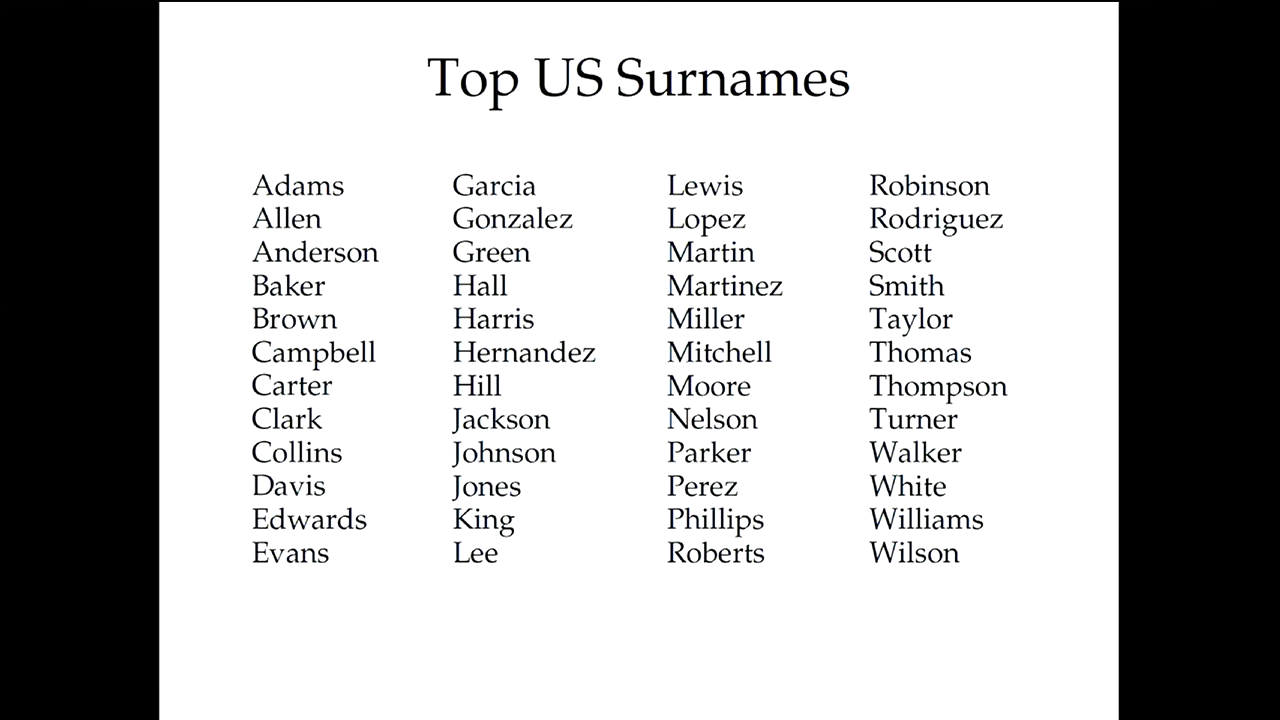 Top US Surnames
Adams
Allen
Anderson
Baker
Brown
Campbell
Carter
Clark
Collins
Davis
Edwards
Evans
Garcia
Gonzalez
Green
Hall
Harris
Hernandez
Hill
Jackson
Johnson
Jones
King
Lee
Lewis
Lopez
Martin
Martinez
Miller
Mitchell
Moore
Nelson
Parker
Perez
Phillips
Roberts
Robinson
Rodriguez
Scott
Smith
Taylor
Thomas
Thompson
Turner
Walker
White
Williams
Wilson